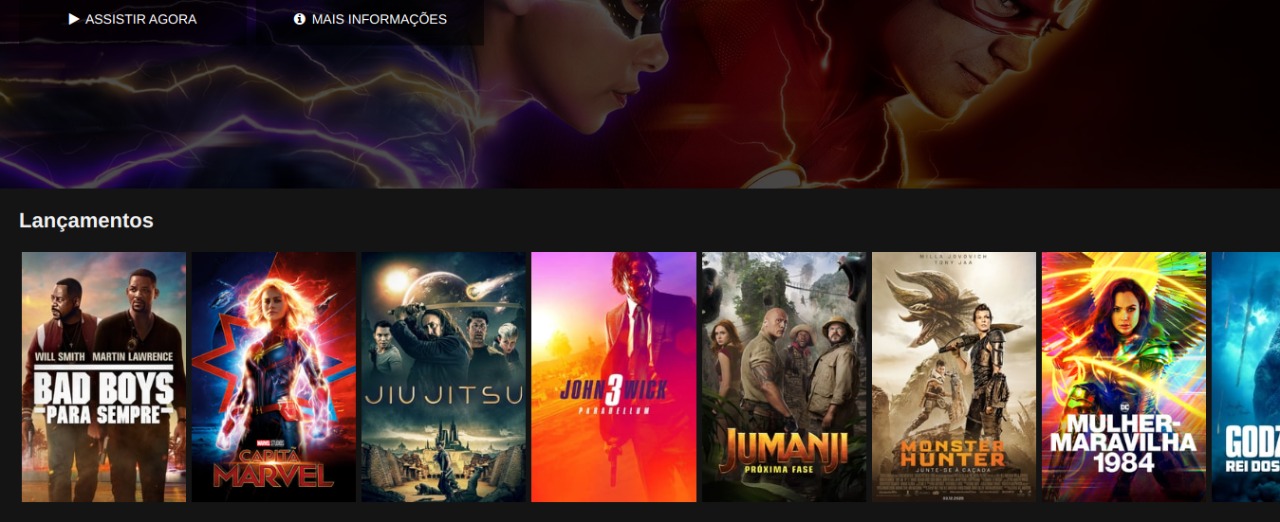 ASSISTIR AGORA
MAIS INFORMAÇÕES
Lançamentos
WILL SMITH MARTIN LAWRENCE
BAD BOYS
PARA SEMPRE
MARVEL STUDIOS
CAPITÃ
MARVEL
JIU JITSU
JOHN WICK
3
PARABELLUM
JUMANJI
PRÓXIMA FASE
MILLA JOVOVICH
TONY JAA
MONSTER
HUNTER
JUNTE-SE À CAÇADA
DC
MULHER-
MARAVILHA
1984
GODZ
REI DOS